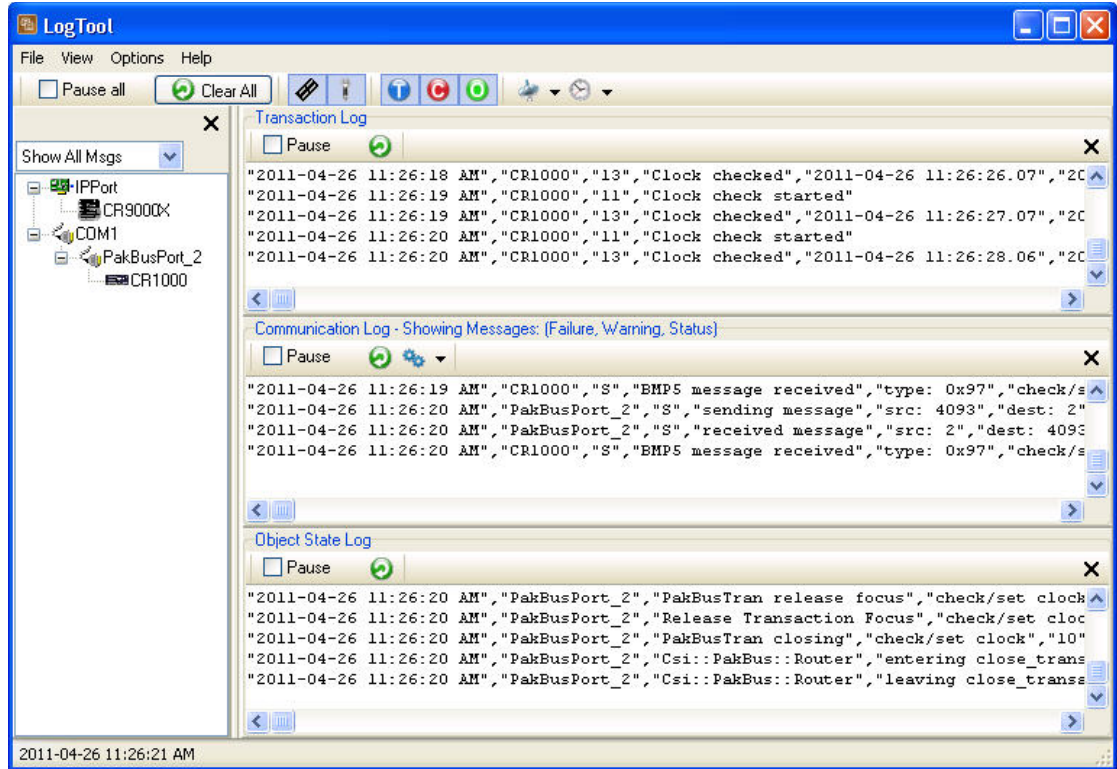 LogTool
File View Options Help
Pause all Clear All T C O
Show All Msgs
IPPort
CR9000X
COM1
PakBusPort_2
CR1000
Transaction Log
Pause
"2011-04-26 11:26:18 AM","CR1000","13","Clock checked","2011-04-26 11:26:26.07","20
"2011-04-26 11:26:19 AM","CR1000","11","Clock check started"
"2011-04-26 11:26:19 AM","CR1000","13","Clock checked","2011-04-26 11:26:27.07","20
"2011-04-26 11:26:20 AM","CR1000","11","Clock check started"
"2011-04-26 11:26:20 AM","CR1000","13","Clock checked","2011-04-26 11:26:28.06","20
Communication Log - Showing Messages: (Failure, Warning, Status)
Pause
"2011-04-26 11:26:19 AM","CR1000","S","BMP5 message received","type: 0x97","check/s
"2011-04-26 11:26:20 AM","PakBusPort_2","S","sending message","src: 4093","dest: 2"
"2011-04-26 11:26:20 AM","PakBusPort_2","S","received message","src: 2","dest: 4093
"2011-04-26 11:26:20 AM","CR1000","S","BMP5 message received","type: 0x97","check/s
Object State Log
Pause
"2011-04-26 11:26:20 AM","PakBusPort_2","PakBusTran release focus","check/set clock
"2011-04-26 11:26:20 AM","PakBusPort_2","Release Transaction Focus","check/set cloc
"2011-04-26 11:26:20 AM","PakBusPort_2","PakBusTran closing","check/set clock","10"
"2011-04-26 11:26:20 AM","PakBusPort_2","Csi::PakBus::Router","entering close_trans
"2011-04-26 11:26:20 AM","PakBusPort_2","Csi::PakBus::Router","leaving close_transa
2011-04-26 11:26:21 AM